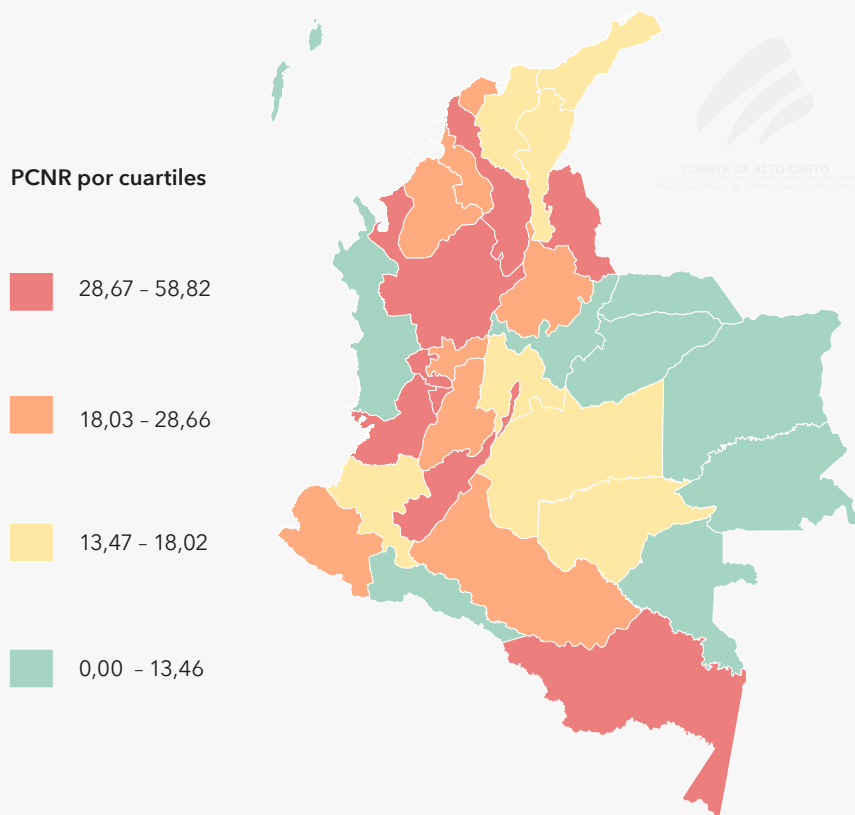 CUENTA DE ALTO COSTO
PCNR por cuartiles
28,67 – 58,82
18,03 – 28,66
13,47 – 18,02
0,00 – 13,46